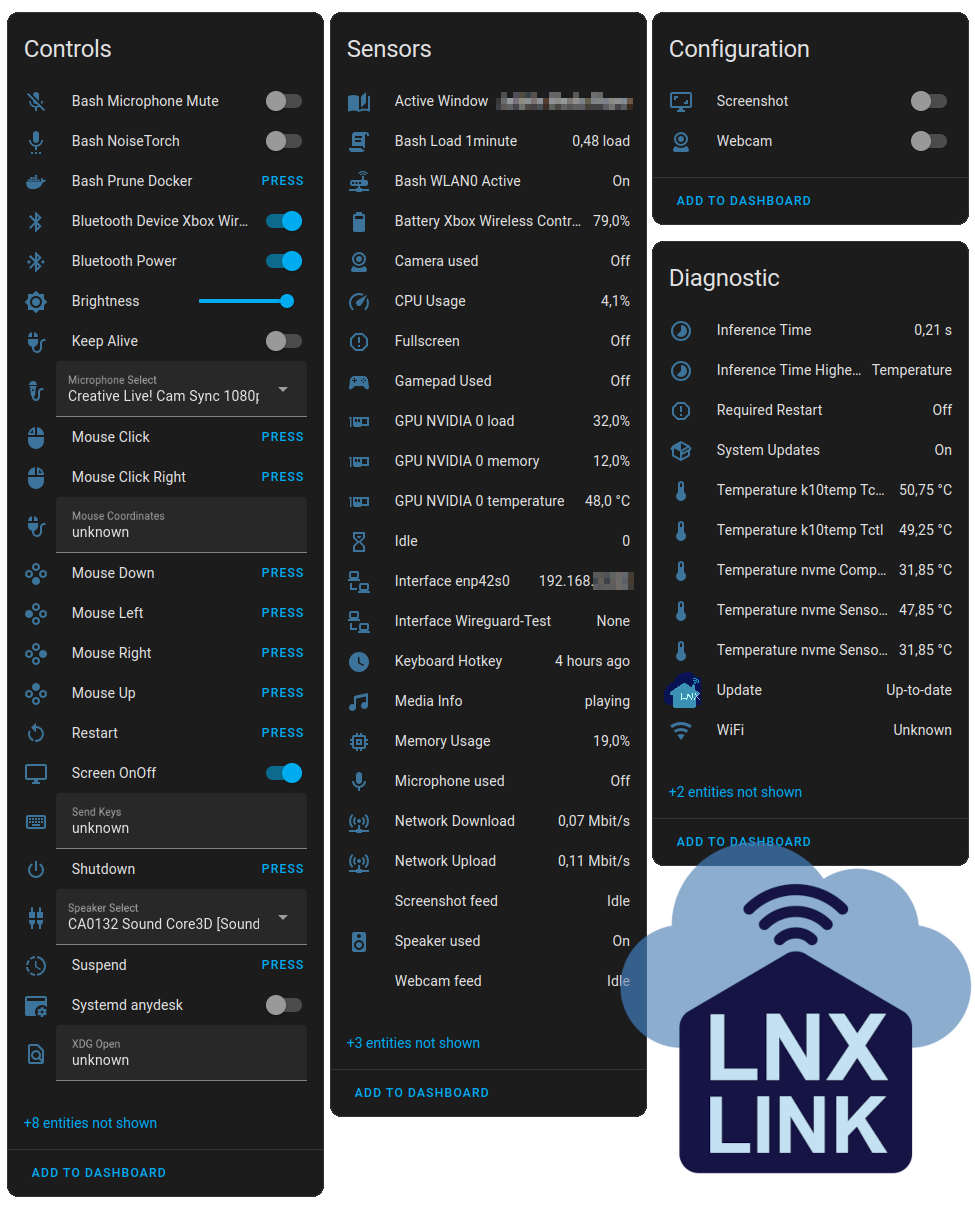 Controls
Bash Microphone Mute
Bash NoiseTorch
Bash Prune Docker PRESS
Bluetooth Device Xbox Wir...
Bluetooth Power
Brightness
Keep Alive
Microphone Select
Creative Live! Cam Sync 1080p
Mouse Click PRESS
Mouse Click Right PRESS
Mouse Coordinates
unknown
Mouse Down PRESS
Mouse Left PRESS
Mouse Right PRESS
Mouse Up PRESS
Restart PRESS
Screen OnOff
Send Keys
unknown
Shutdown PRESS
Speaker Select
CA0132 Sound Core3D [Sound
Suspend PRESS
Systemd anydesk
XDG Open
unknown
+8 entities not shown
ADD TO DASHBOARD
Sensors
Active Window
Bash Load 1minute 0,48 load
Bash WLAN0 Active On
Battery Xbox Wireless Contr... 79,0%
Camera used Off
CPU Usage 4,1%
Fullscreen Off
Gamepad Used Off
GPU NVIDIA 0 load 32,0%
GPU NVIDIA 0 memory 12,0%
GPU NVIDIA 0 temperature 48,0 °C
Idle 0
Interface enp42s0 192.168.
Interface Wireguard-Test None
Keyboard Hotkey 4 hours ago
Media Info playing
Memory Usage 19,0%
Microphone used Off
Network Download 0,07 Mbit/s
Network Upload 0,11 Mbit/s
Screenshot feed Idle
Speaker used On
Webcam feed Idle
+3 entities not shown
ADD TO DASHBOARD
Configuration
Screenshot
Webcam
ADD TO DASHBOARD
Diagnostic
Inference Time 0,21 s
Inference Time Highe... Temperature
Required Restart Off
System Updates On
Temperature k10temp Tc... 50,75 °C
Temperature k10temp Tctl 49,25 °C
Temperature nvme Comp... 31,85 °C
Temperature nvme Senso... 47,85 °C
Temperature nvme Senso... 31,85 °C
LNX
Update Up-to-date
WiFi Unknown
+2 entities not shown
ADD TO DASHBOARD
LNX
LINK